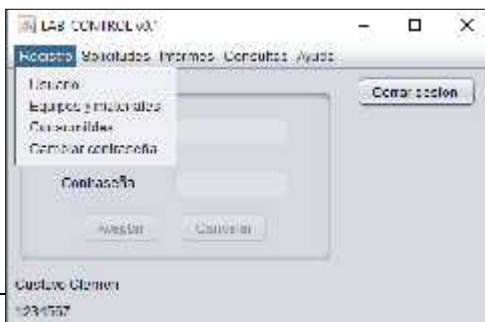 LAB CONTROL v0.1
Registro Solicitudes Informes Consultas Ayuda
Usuario
Equipos y materiales
Consumibles
Cambiar contraseña
Cerrar sesion
Contraseña
Aceptar Cancelar
Gustavo Clemen
1234567